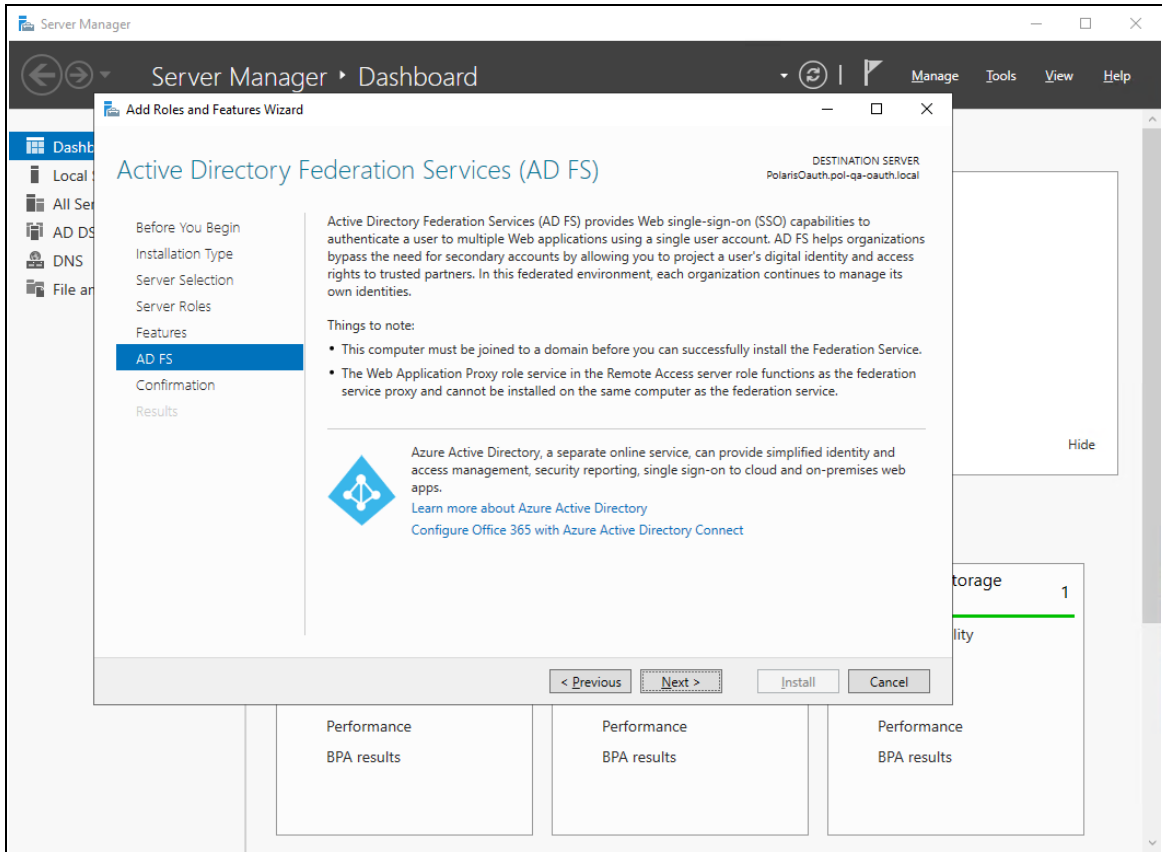 Server Manager
Server Manager • Dashboard
Manage
Tools
View
Help
Add Roles and Features Wizard
Dashb
Local
All Ser
AD DS
DNS
File an
Active Directory Federation Services (AD FS)
DESTINATION SERVER
PolarisOauth.pol-qa-oauth.local
Before You Begin
Installation Type
Server Selection
Server Roles
Features
AD FS
Confirmation
Results
Active Directory Federation Services (AD FS) provides Web single-sign-on (SSO) capabilities to
authenticate a user to multiple Web applications using a single user account. AD FS helps organizations
bypass the need for secondary accounts by allowing you to project a user's digital identity and access
rights to trusted partners. In this federated environment, each organization continues to manage its
own identities.
Things to note:
• This computer must be joined to a domain before you can successfully install the Federation Service.
• The Web Application Proxy role service in the Remote Access server role functions as the federation
service proxy and cannot be installed on the same computer as the federation service.
Azure Active Directory, a separate online service, can provide simplified identity and
access management, security reporting, single sign-on to cloud and on-premises web
apps.
Learn more about Azure Active Directory
Configure Office 365 with Azure Active Directory Connect
< Previous
Next >
Install
Cancel
Hide
torage
1
lity
Performance
BPA results
Performance
BPA results
Performance
BPA results